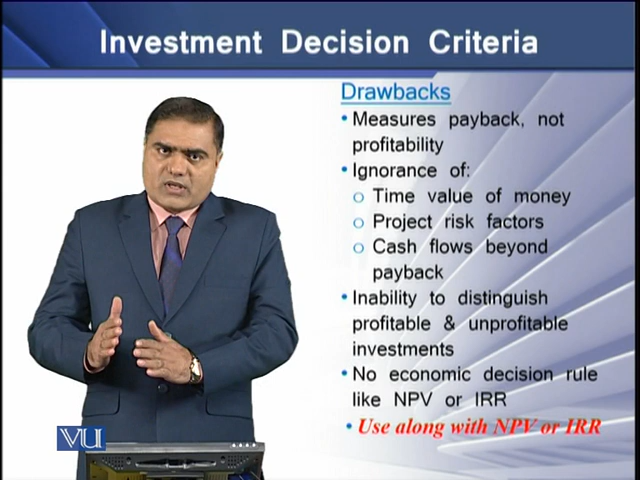 Investment Decision Criteria
Drawbacks
• Measures payback, not
profitability
• Ignorance of:
o Time value of money
o Project risk factors
o Cash flows beyond
payback
• Inability to distinguish
profitable & unprofitable
investments
• No economic decision rule
like NPV or IRR
• Use along with NPV or IRR
VU